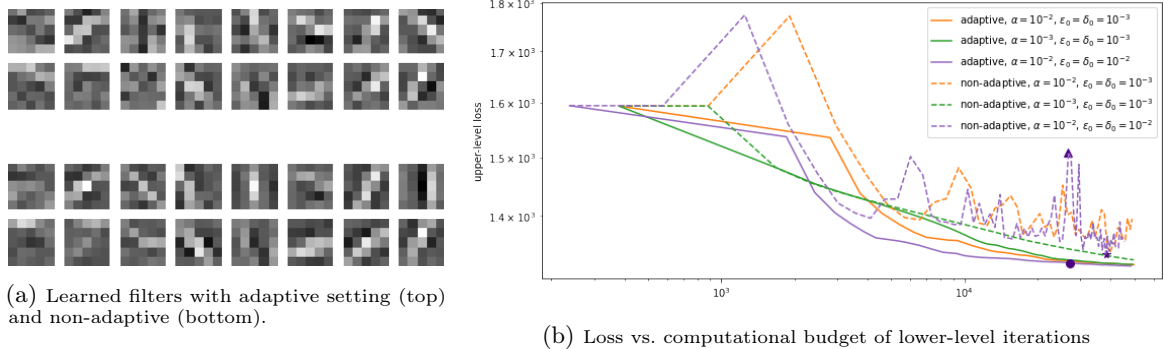 (a) Learned filters with adaptive setting (top)
and non-adaptive (bottom).
upper-level loss
1.8 × 10³
1.7 × 10³
1.6 × 10³
1.5 × 10³
1.4 × 10³
10³
10⁴
adaptive, α = 10⁻², ε₀ = δ₀ = 10⁻³
adaptive, α = 10⁻³, ε₀ = δ₀ = 10⁻³
adaptive, α = 10⁻², ε₀ = δ₀ = 10⁻²
non-adaptive, α = 10⁻², ε₀ = δ₀ = 10⁻³
non-adaptive, α = 10⁻³, ε₀ = δ₀ = 10⁻³
non-adaptive, α = 10⁻², ε₀ = δ₀ = 10⁻²
(b) Loss vs. computational budget of lower-level iterations